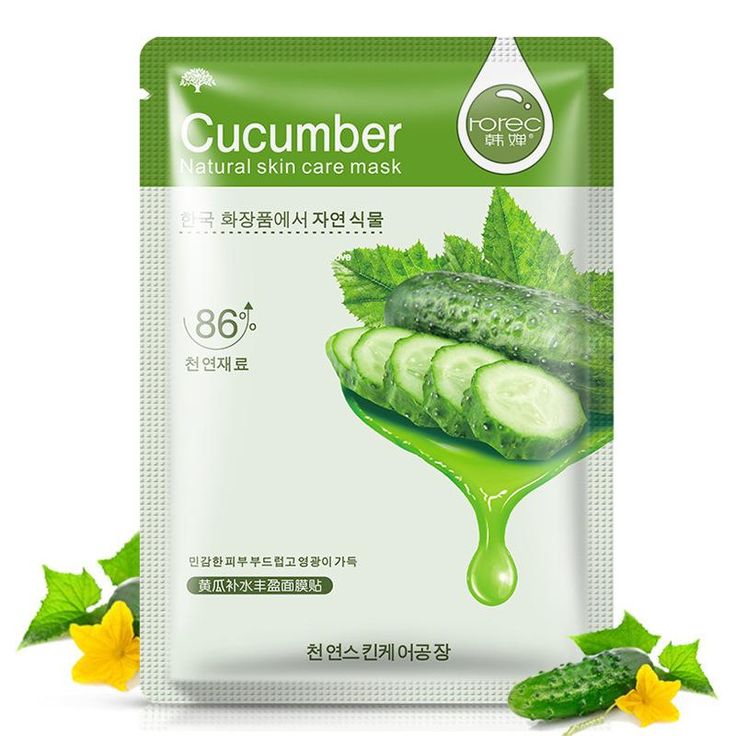 Cucumber
Natural skin care mask
Horec
韩婵®
한국 화장품에서 자연 식물
86%
천연재료
민감한 피부 부드럽고 영광이 가득
黄瓜补水丰盈面膜贴
천연스킨케어공장